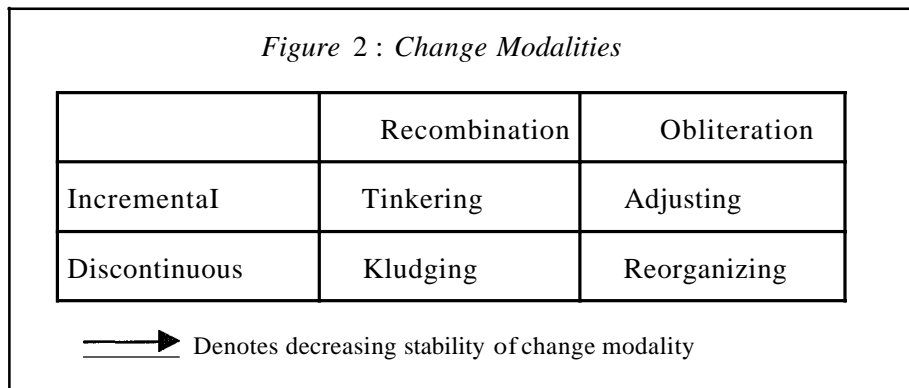 Figure 2 : Change Modalities
Recombination Obliteration
IncrementaI Tinkering Adjusting
Discontinuous Kludging Reorganizing
Denotes decreasing stability of change modality